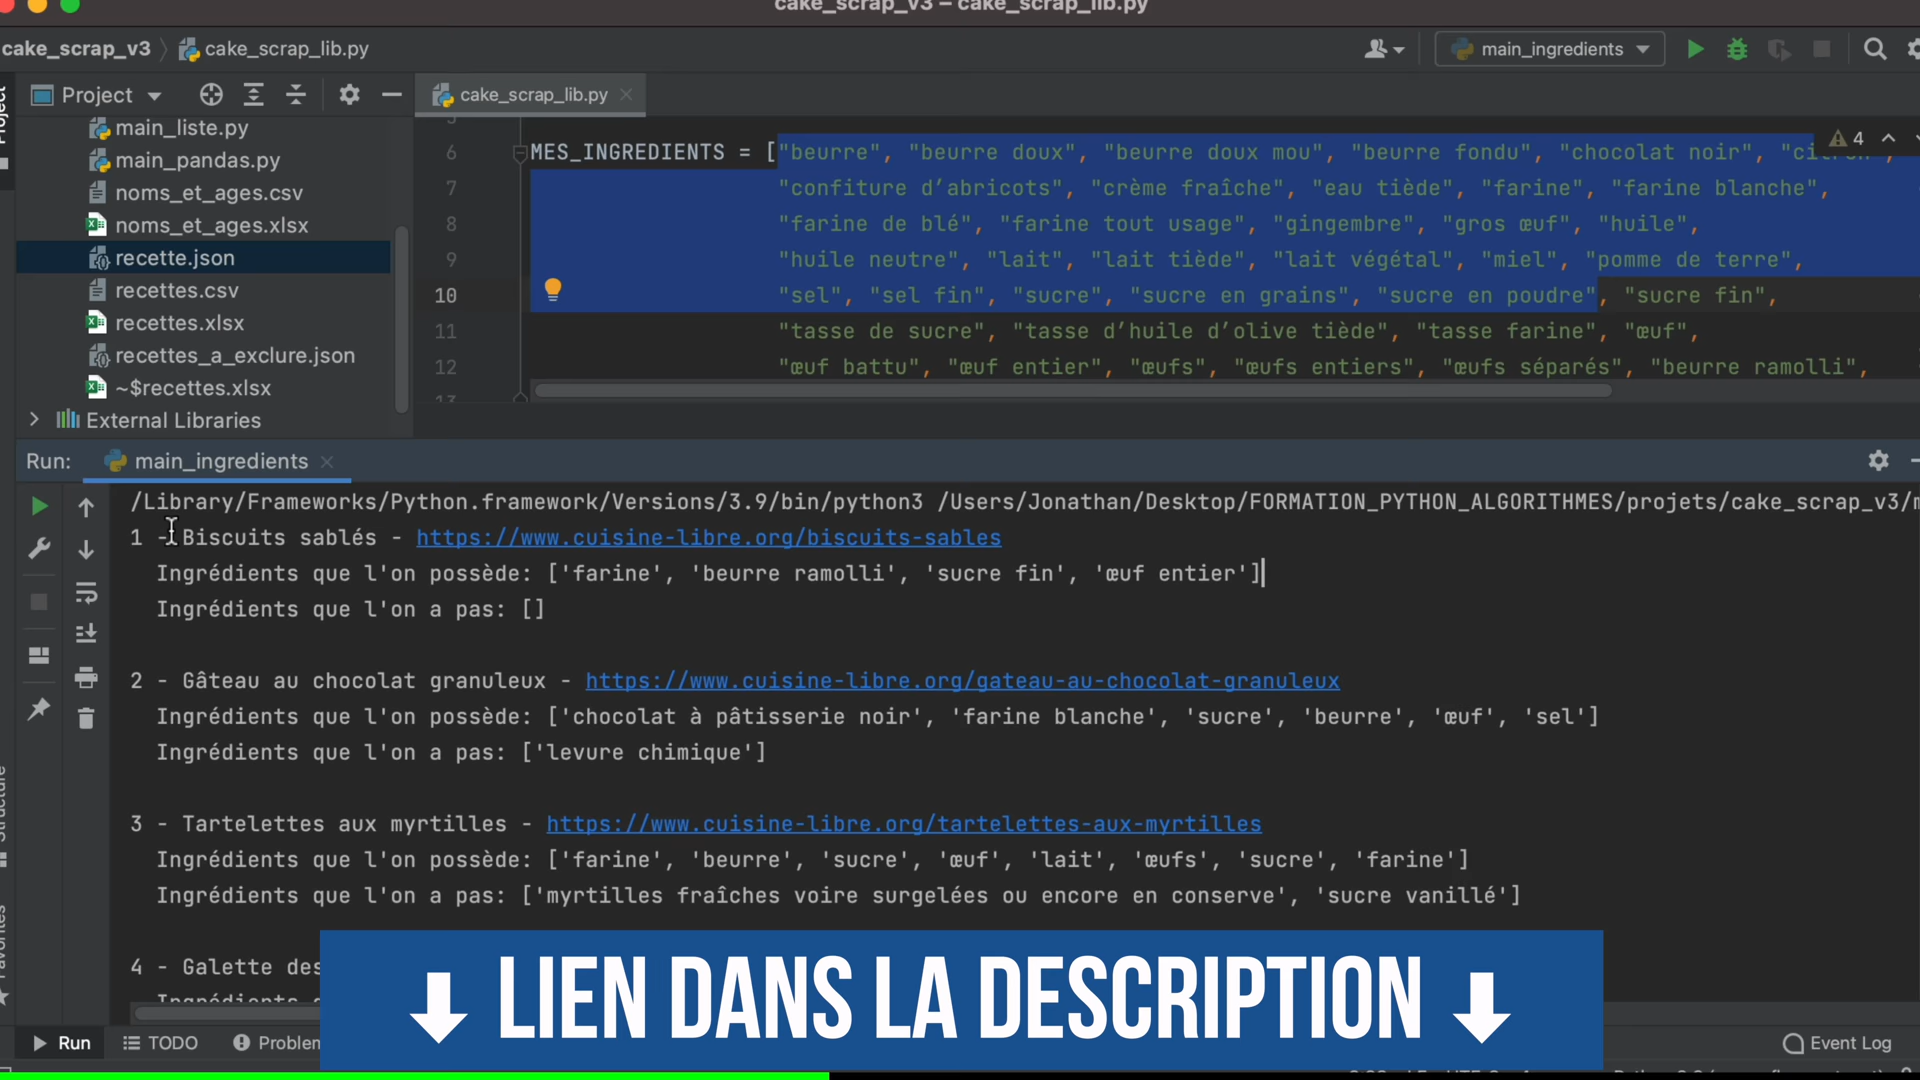 cake_scrap_v3 – cake_scrap_lib.py
cake_scrap_v3 cake_scrap_lib.py
main_ingredients
Project
cake_scrap_lib.py
main_liste.py
main_pandas.py
noms_et_ages.csv
noms_et_ages.xlsx
recette.json
recettes.csv
recettes.xlsx
recettes_a_exclure.json
~$recettes.xlsx
External Libraries
4
6 MES_INGREDIENTS = ["beurre", "beurre doux", "beurre doux mou", "beurre fondu", "chocolat noir", "citron",
7 "confiture d’abricots", "crème fraîche", "eau tiède", "farine", "farine blanche",
8 "farine de blé", "farine tout usage", "gingembre", "gros œuf", "huile",
9 "huile neutre", "lait", "lait tiède", "lait végétal", "miel", "pomme de terre",
10 "sel", "sel fin", "sucre", "sucre en grains", "sucre en poudre", "sucre fin",
11 "tasse de sucre", "tasse d’huile d’olive tiède", "tasse farine", "œuf",
12 "œuf battu", "œuf entier", "œufs", "œufs entiers", "œufs séparés", "beurre ramolli",
13
Run: main_ingredients
/Library/Frameworks/Python.framework/Versions/3.9/bin/python3 /Users/Jonathan/Desktop/FORMATION_PYTHON_ALGORITHMES/projets/cake_scrap_v3/m
1 - Biscuits sablés - https://www.cuisine-libre.org/biscuits-sables
Ingrédients que l'on possède: ['farine', 'beurre ramolli', 'sucre fin', 'œuf entier']
Ingrédients que l'on a pas: []
2 - Gâteau au chocolat granuleux - https://www.cuisine-libre.org/gateau-au-chocolat-granuleux
Ingrédients que l'on possède: ['chocolat à pâtisserie noir', 'farine blanche', 'sucre', 'beurre', 'œuf', 'sel']
Ingrédients que l'on a pas: ['levure chimique']
3 - Tartelettes aux myrtilles - https://www.cuisine-libre.org/tartelettes-aux-myrtilles
Ingrédients que l'on possède: ['farine', 'beurre', 'sucre', 'œuf', 'lait', 'œufs', 'sucre', 'farine']
Ingrédients que l'on a pas: ['myrtilles fraîches voire surgelées ou encore en conserve', 'sucre vanillé']
4 - Galette des
Ingrédients
LIEN DANS LA DESCRIPTION
Run TODO Problem
Event Log
Project
Structure
Favorites